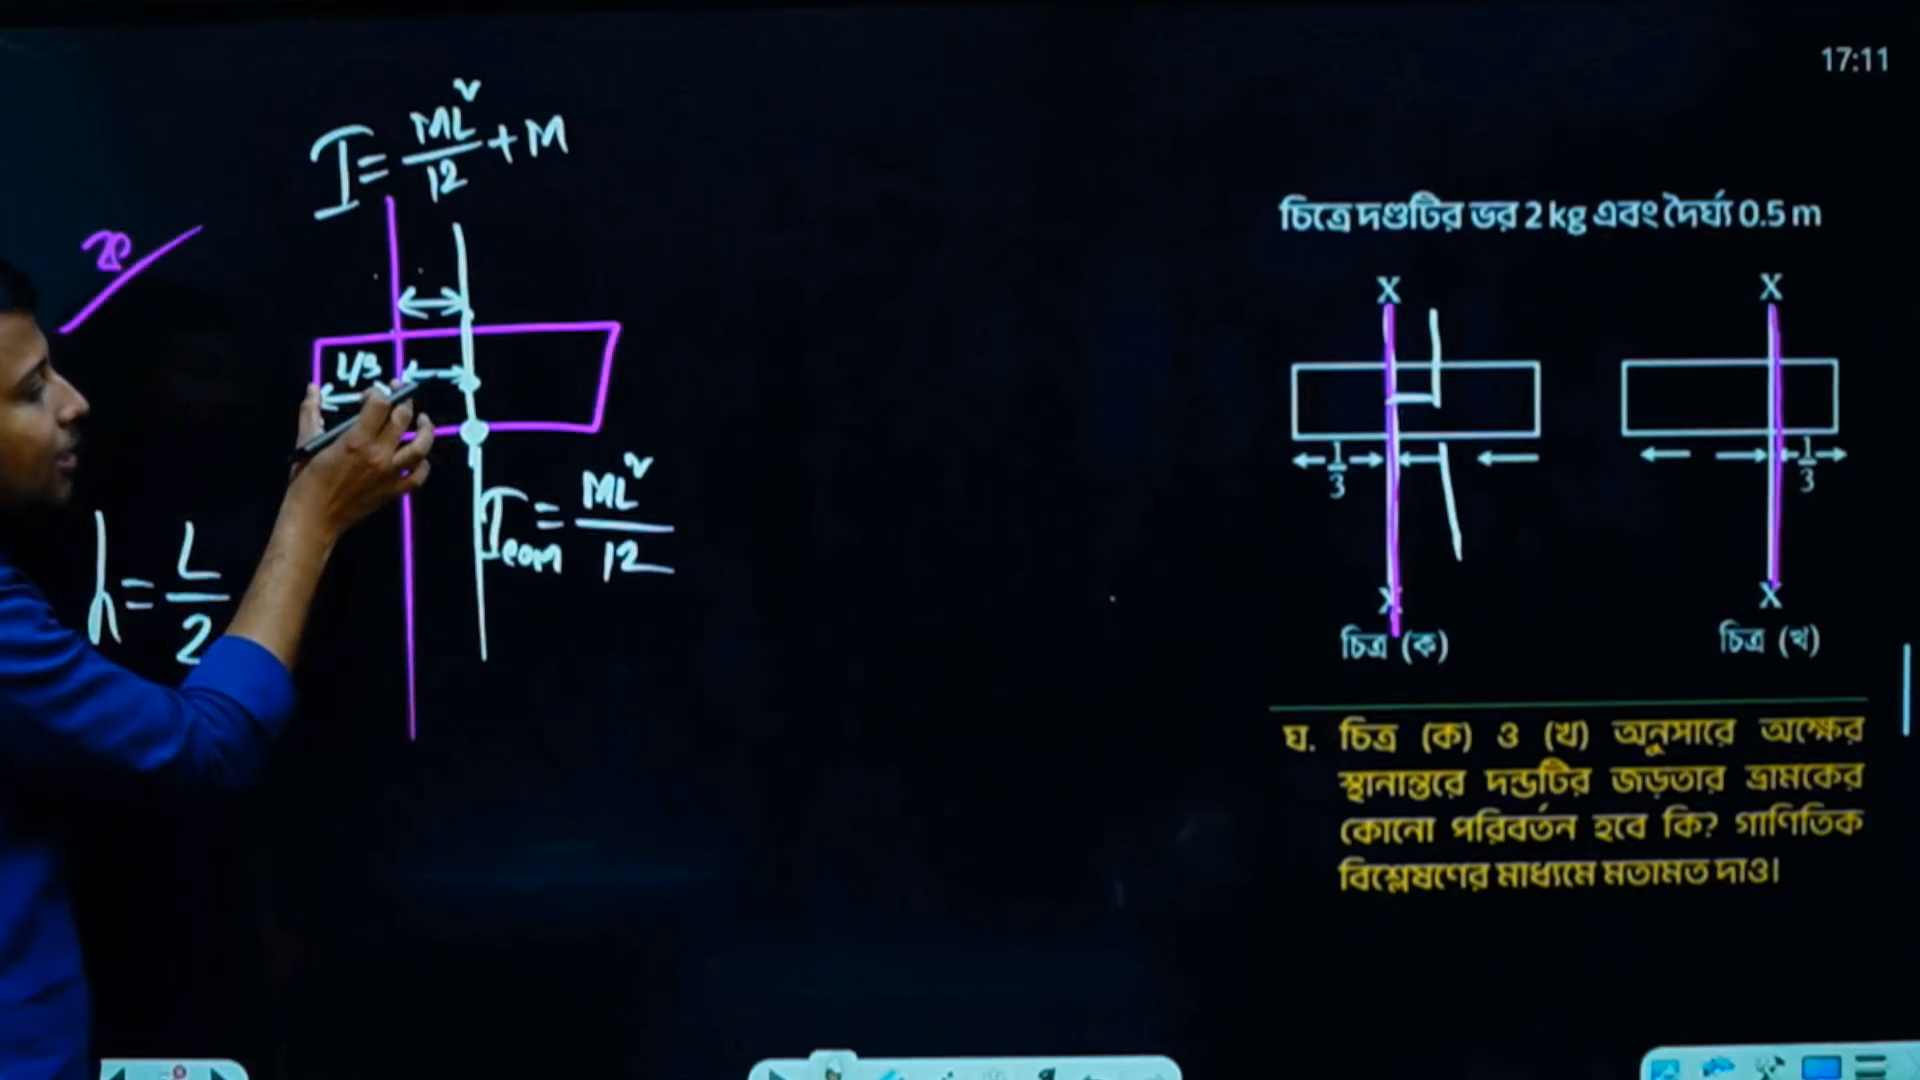 17:11
I = ML²/12 + M
ক
L/3
I com = ML²/12
h = L/2
চিত্রে দণ্ডটির ভর 2 kg এবং দৈর্ঘ্য 0.5 m
X X
1/3 1/3
X X
চিত্র (ক) চিত্র (খ)
ঘ. চিত্র (ক) ও (খ) অনুসারে অক্ষের
স্থানান্তরে দন্ডটির জড়তার ভ্রামকের
কোনো পরিবর্তন হবে কি? গাণিতিক
বিশ্লেষণের মাধ্যমে মতামত দাও।